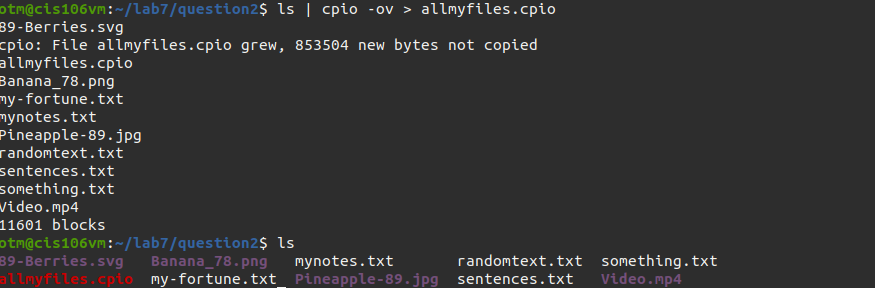 otm@cis106vm:~/lab7/question2$ ls | cpio -ov > allmyfiles.cpio
89-Berries.svg
cpio: File allmyfiles.cpio grew, 853504 new bytes not copied
allmyfiles.cpio
Banana_78.png
my-fortune.txt
mynotes.txt
Pineapple-89.jpg
randomtext.txt
sentences.txt
something.txt
Video.mp4
11601 blocks
otm@cis106vm:~/lab7/question2$ ls
89-Berries.svg Banana_78.png mynotes.txt randomtext.txt something.txt
allmyfiles.cpio my-fortune.txt Pineapple-89.jpg sentences.txt Video.mp4